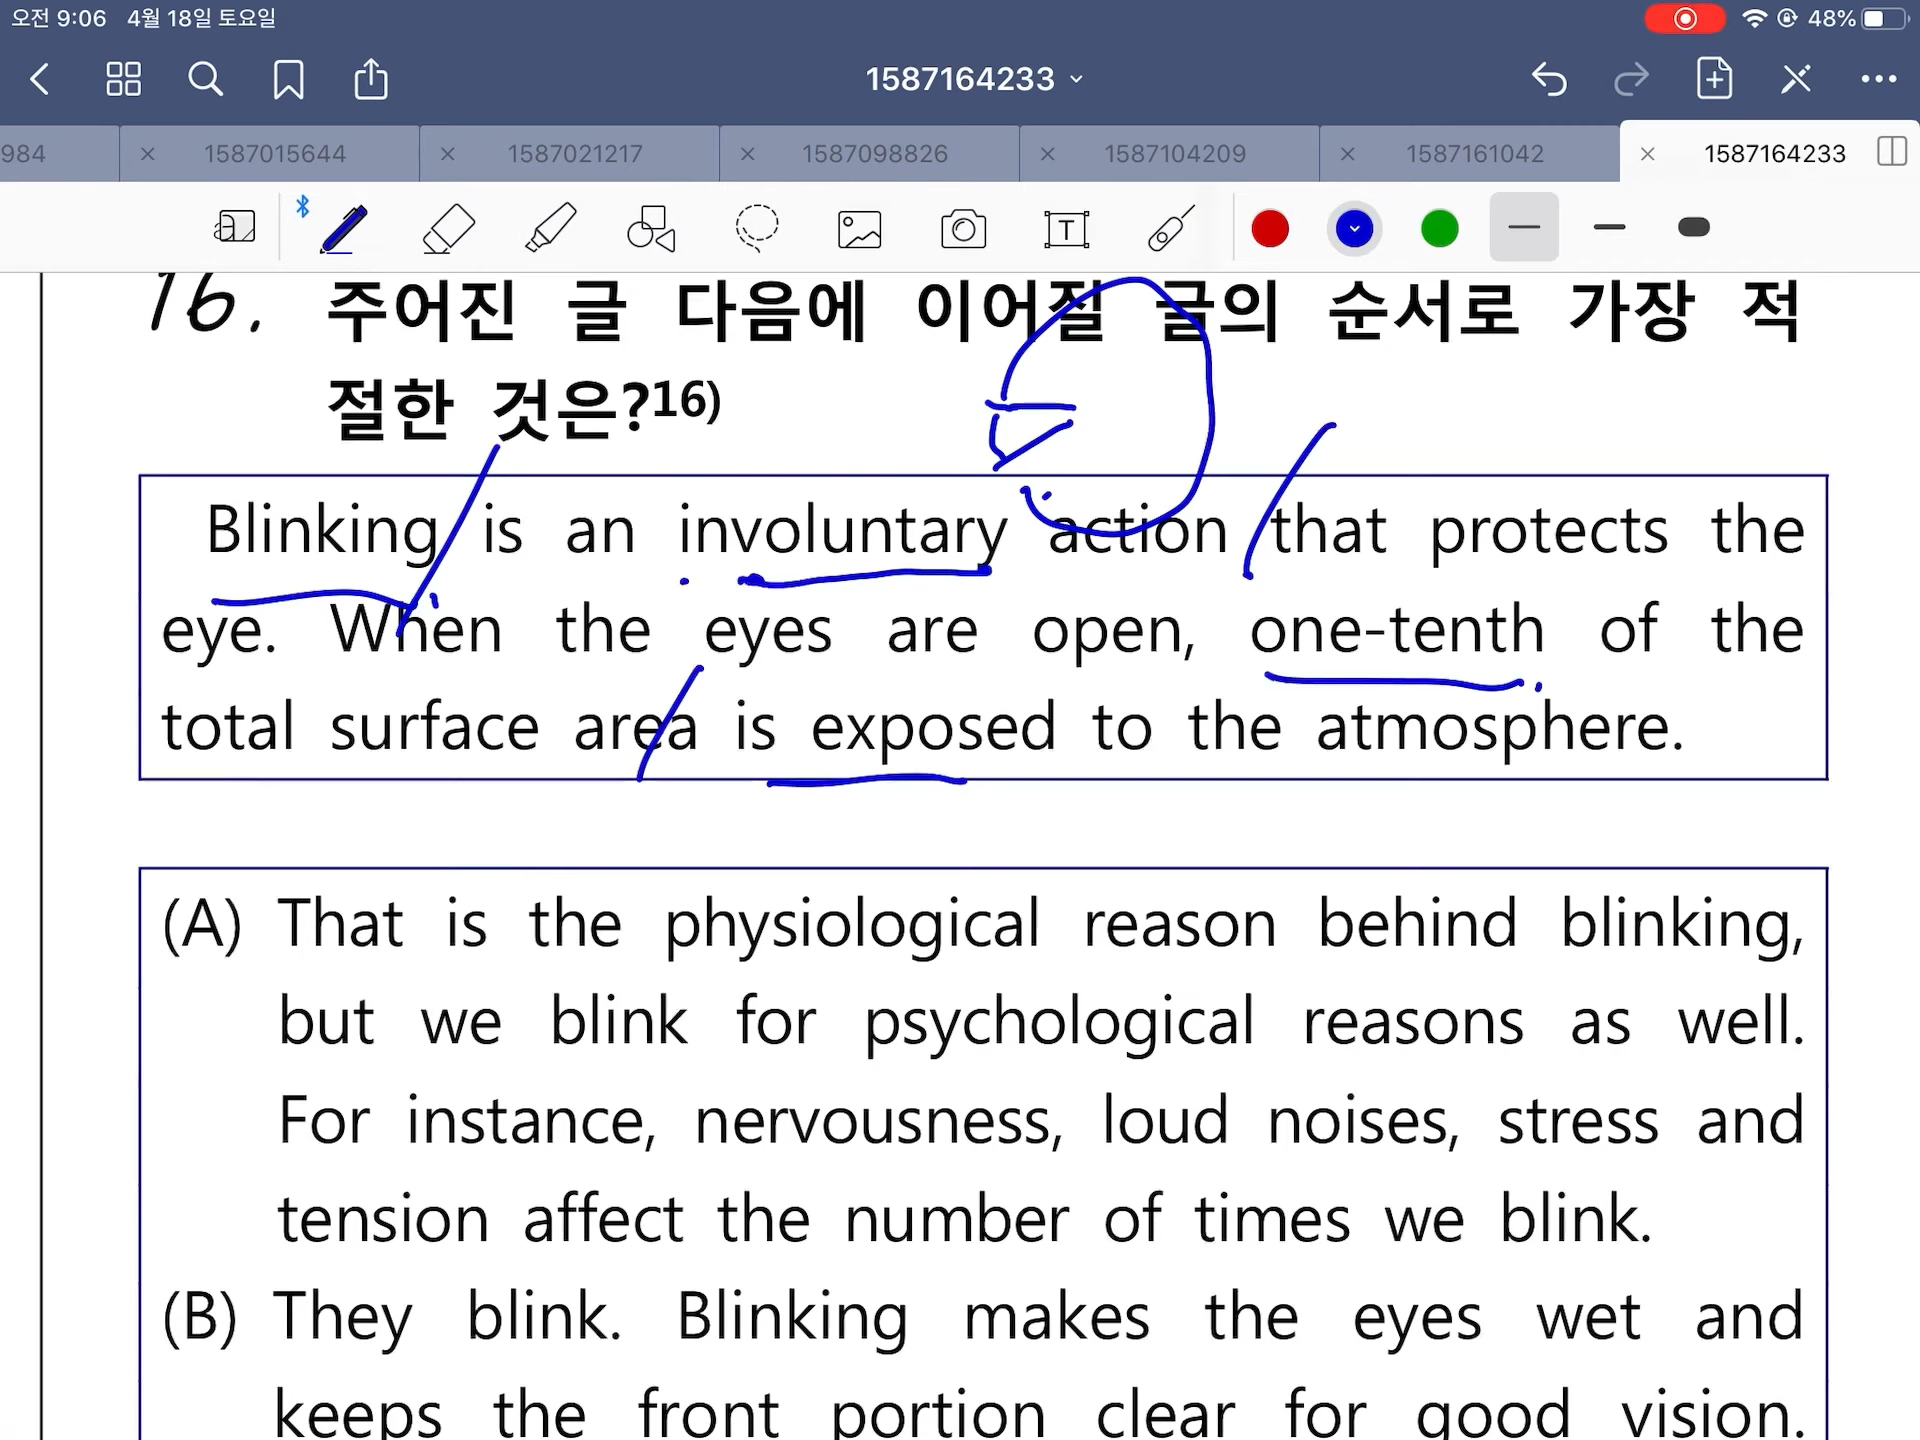 오전 9:06 4월 18일 토요일 48%
1587164233
984 1587015644 1587021217 1587098826 1587104209 1587161042 1587164233
16. 주어진 글 다음에 이어질 글의 순서로 가장 적
절한 것은?16)
Blinking is an involuntary action that protects the
eye. When the eyes are open, one-tenth of the
total surface area is exposed to the atmosphere.
(A) That is the physiological reason behind blinking,
but we blink for psychological reasons as well.
For instance, nervousness, loud noises, stress and
tension affect the number of times we blink.
(B) They blink. Blinking makes the eyes wet and
keeps the front portion clear for good vision.